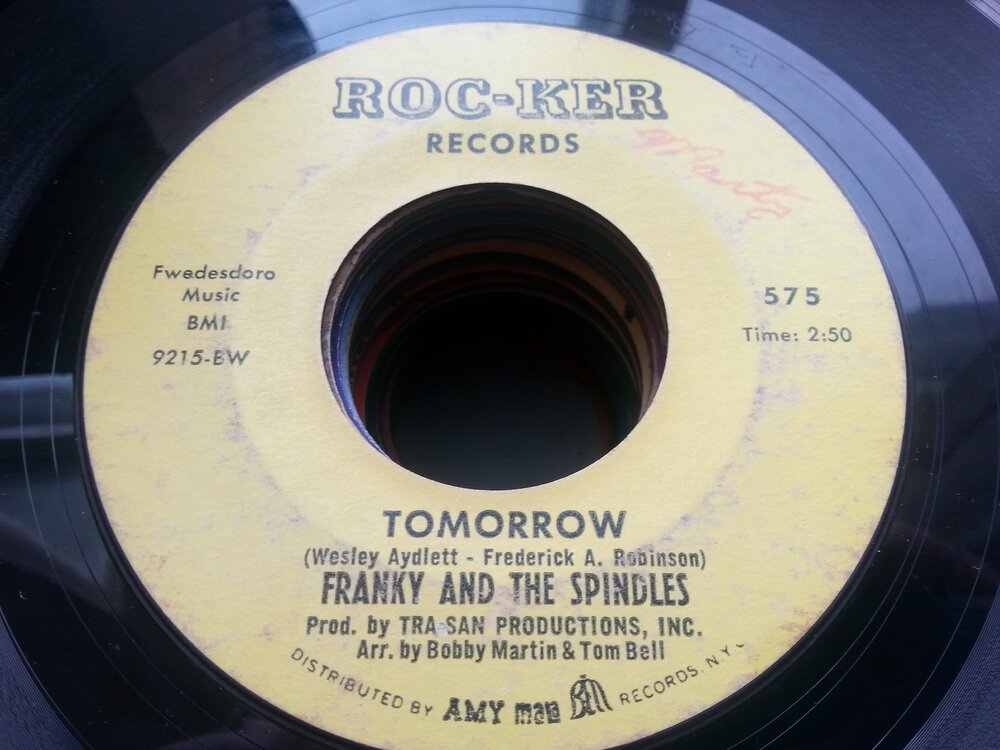 ROC-KER
RECORDS
Fwedesdoro
Music
BMI
9215-BW
575
Time: 2:50
TOMORROW
(Wesley Aydlett - Frederick A. Robinson)
FRANKY AND THE SPINDLES
Prod. by TRA-SAN PRODUCTIONS, INC.
Arr. by Bobby Martin & Tom Bell
DISTRIBUTED BY AMY mala Bell RECORDS. N.Y.C